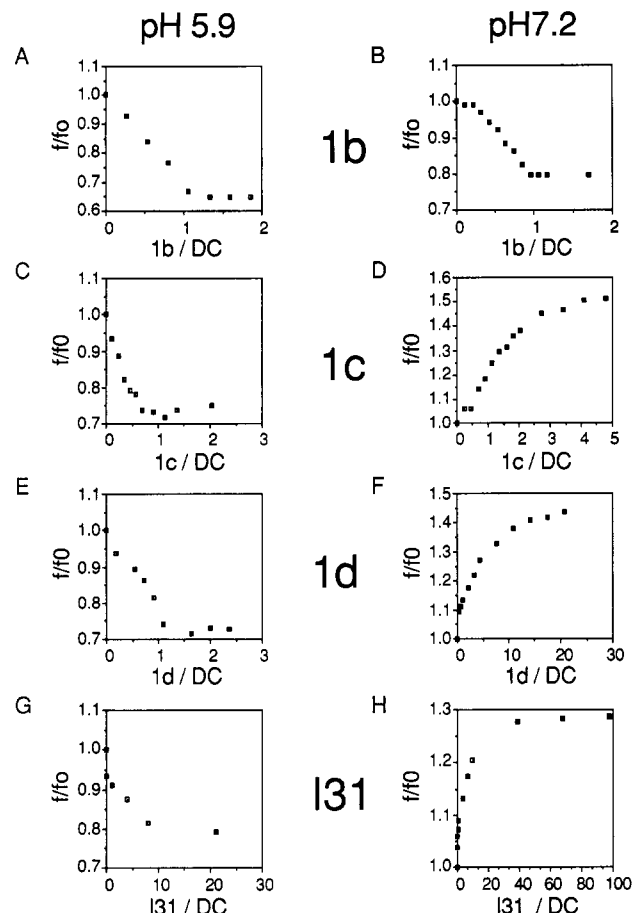 pH 5.9
pH7.2
A
1.1
1.0
0.9
0.8
0.7
0.6
f/fo
0 1 2
1b / DC
1b
B
1.1
1.0
0.9
0.8
0.7
f/fo
0 1 2
1b / DC
C
1.1
1.0
0.9
0.8
0.7
f/f0
0 1 2 3
1c / DC
1c
D
1.6
1.5
1.4
1.3
1.2
1.1
1.0
f/f0
0 1 2 3 4 5
1c / DC
E
1.1
1.0
0.9
0.8
0.7
f/f0
0 1 2 3
1d / DC
1d
F
1.5
1.4
1.3
1.2
1.1
1.0
f/f0
0 10 20 30
1d / DC
G
1.1
1.0
0.9
0.8
0.7
f/fo
0 10 20 30
I31 / DC
I31
H
1.3
1.2
1.1
1.0
f/f0
0 20 40 60 80 100
I31 / DC